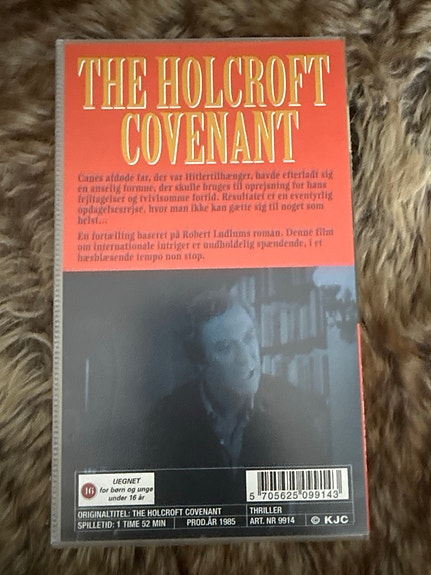 THE HOLCROFT
COVENANT
Canes afdøde far, der var Hitlertilhænger, havde efterladt sig
en anselig formue, der skulle bruges til oprejsning for hans
fejltagelser og tvivlsomme fortid. Resultatet er en eventyrlig
opdagelsesrejse, hvor man ikke kan gætte sig til noget som
helst...
En fortælling baseret på Robert Ludlums roman. Denne film
om internationale intriger er uudholdelig spændende, i et
hæsblæsende tempo non stop.
16
UEGNET
for børn og unge
under 16 år
5 705625 099143
ORIGINALTITEL: THE HOLCROFT COVENANT
THRILLER
SPILLETID: 1 TIME 52 MIN
PROD.ÅR 1985
ART. NR 9914
© KJC